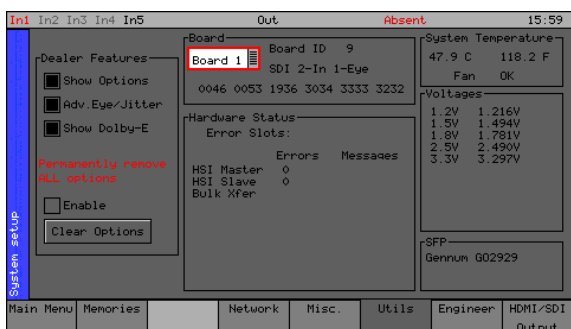 In1 In2 In3 In4 In5 Out Absent 15:59
System setup
Dealer Features
Show Options
Adv.Eye/Jitter
Show Dolby-E
Permanently remove
ALL options
Enable
Clear Options
Board
Board 1
Board ID 9
SDI 2-In 1-Eye
0046 0053 1936 3034 3333 3232
Hardware Status
Error Slots:
Errors Messages
HSI Master 0
HSI Slave 0
Bulk Xfer
System Temperature
47.9 C 118.2 F
Fan OK
Voltages
1.2V 1.216V
1.5V 1.494V
1.8V 1.781V
2.5V 2.490V
3.3V 3.297V
SFP
Gennum GO2929
Main Menu Memories Network Misc. Utils Engineer HDMI/SDI
Output